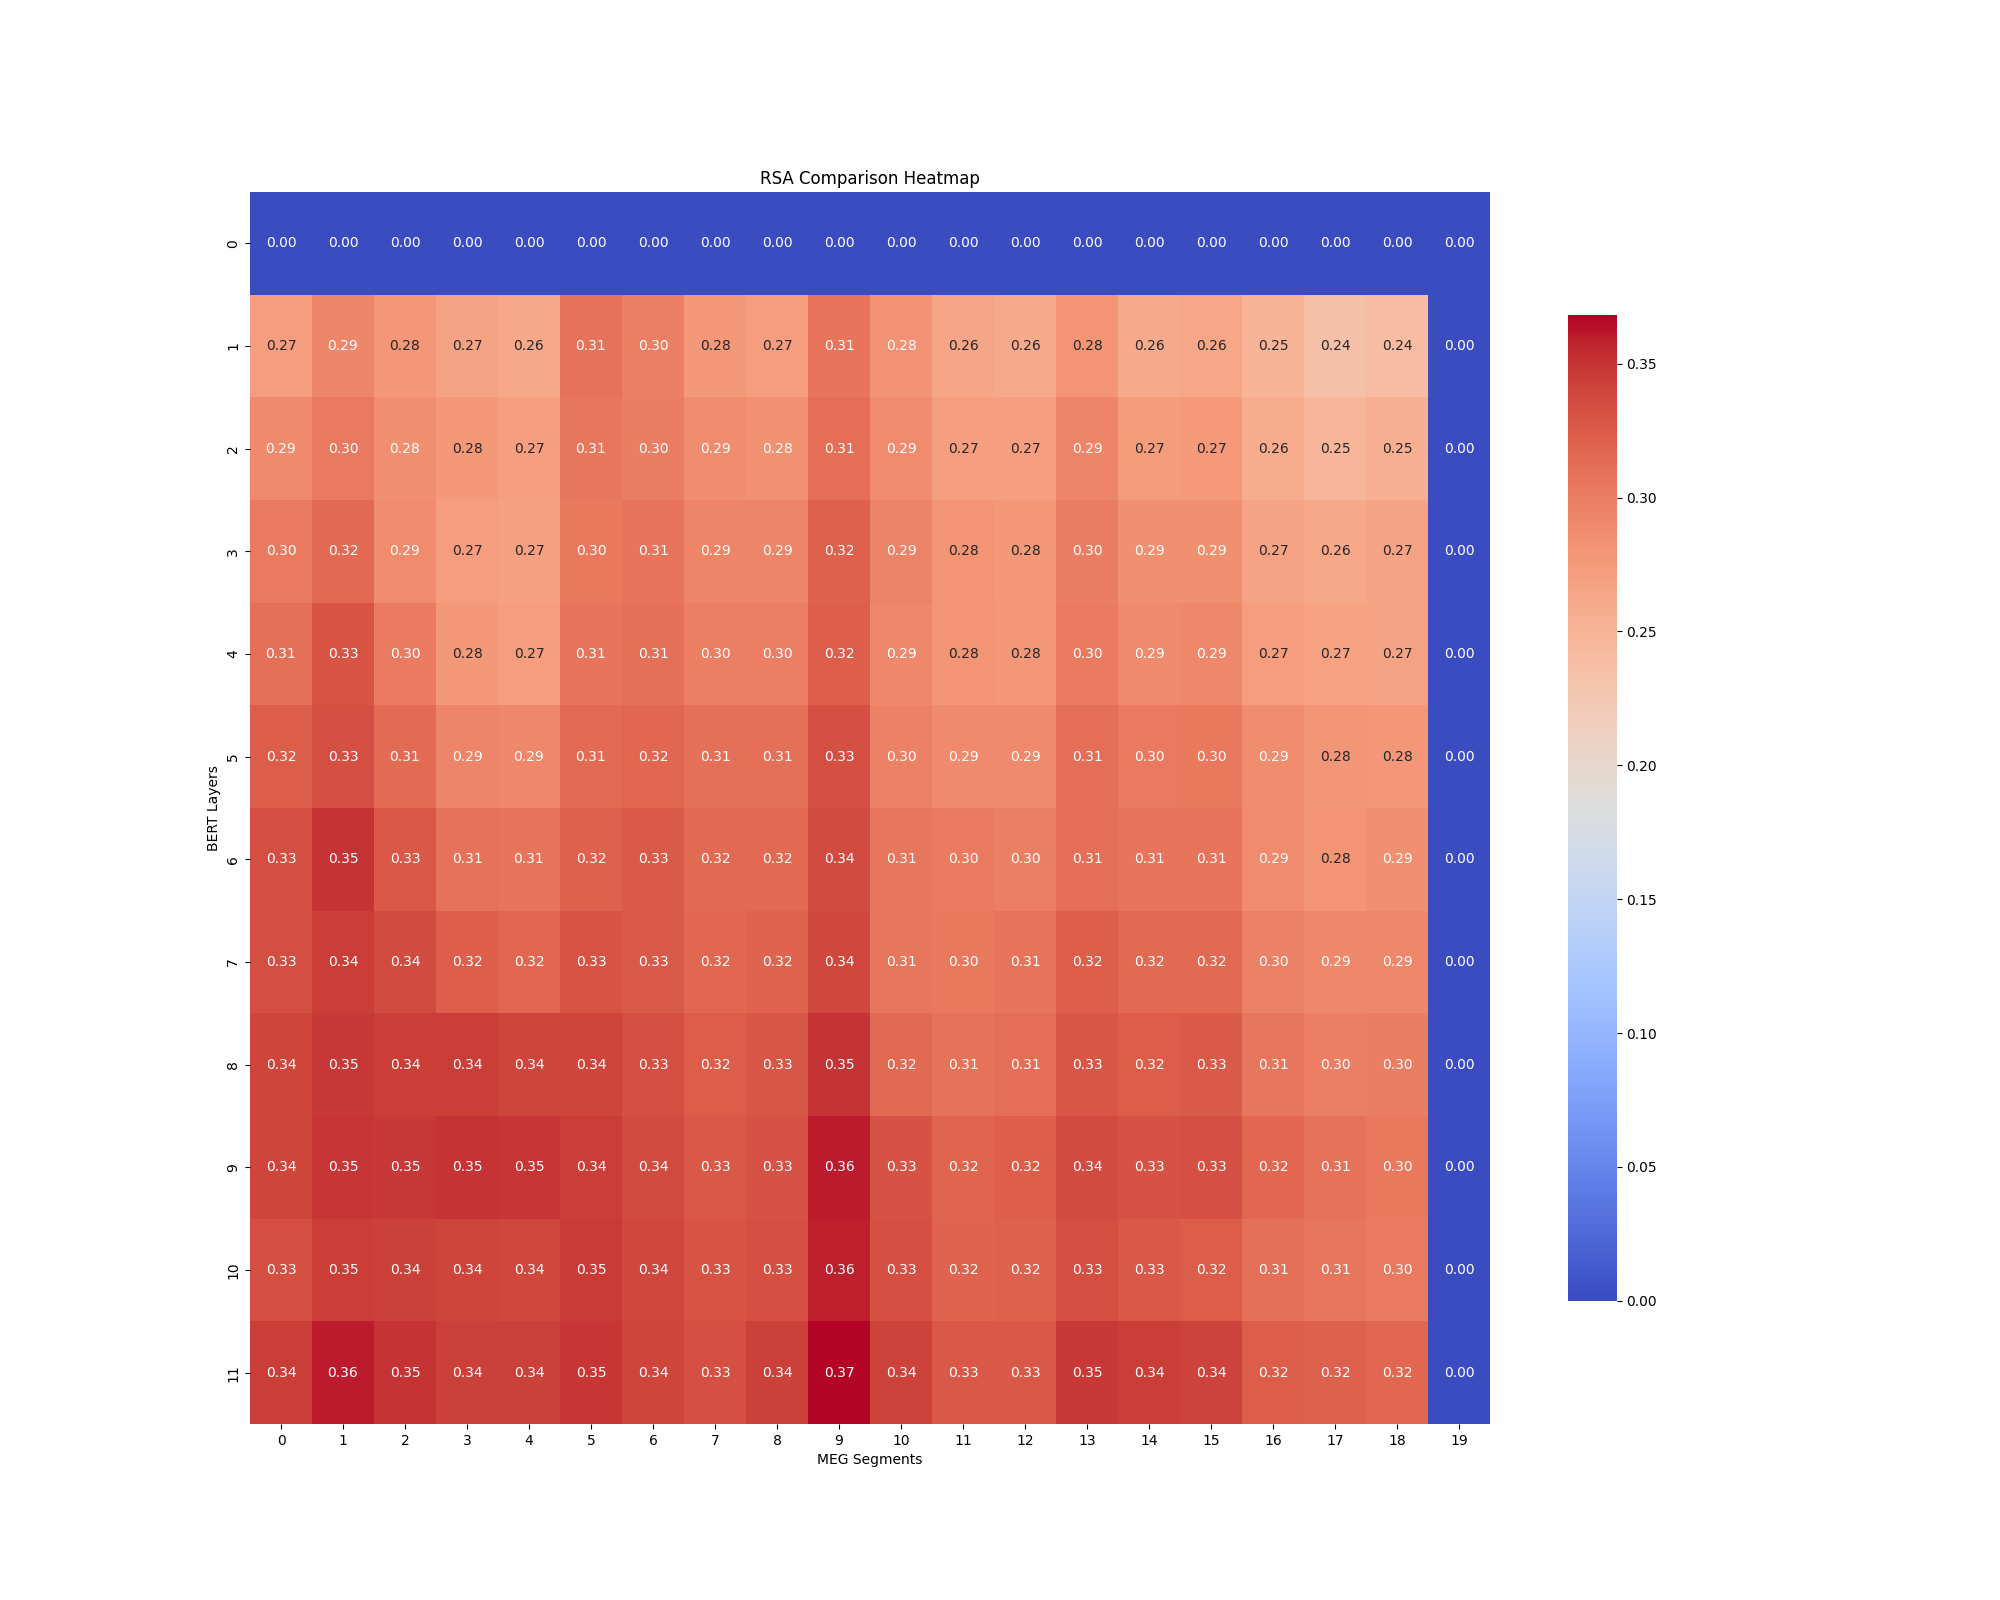 RSA Comparison Heatmap
0 0.00 0.00 0.00 0.00 0.00 0.00 0.00 0.00 0.00 0.00 0.00 0.00 0.00 0.00 0.00 0.00 0.00 0.00 0.00 0.00
1 0.27 0.29 0.28 0.27 0.26 0.31 0.30 0.28 0.27 0.31 0.28 0.26 0.26 0.28 0.26 0.26 0.25 0.24 0.24 0.00
2 0.29 0.30 0.28 0.28 0.27 0.31 0.30 0.29 0.28 0.31 0.29 0.27 0.27 0.29 0.27 0.27 0.26 0.25 0.25 0.00
3 0.30 0.32 0.29 0.27 0.27 0.30 0.31 0.29 0.29 0.32 0.29 0.28 0.28 0.30 0.29 0.29 0.27 0.26 0.27 0.00
4 0.31 0.33 0.30 0.28 0.27 0.31 0.31 0.30 0.30 0.32 0.29 0.28 0.28 0.30 0.29 0.29 0.27 0.27 0.27 0.00
5 0.32 0.33 0.31 0.29 0.29 0.31 0.32 0.31 0.31 0.33 0.30 0.29 0.29 0.31 0.30 0.30 0.29 0.28 0.28 0.00
BERT Layers
6 0.33 0.35 0.33 0.31 0.31 0.32 0.33 0.32 0.32 0.34 0.31 0.30 0.30 0.31 0.31 0.31 0.29 0.28 0.29 0.00
7 0.33 0.34 0.34 0.32 0.32 0.33 0.33 0.32 0.32 0.34 0.31 0.30 0.31 0.32 0.32 0.32 0.30 0.29 0.29 0.00
8 0.34 0.35 0.34 0.34 0.34 0.34 0.33 0.32 0.33 0.35 0.32 0.31 0.31 0.33 0.32 0.33 0.31 0.30 0.30 0.00
9 0.34 0.35 0.35 0.35 0.35 0.34 0.34 0.33 0.33 0.36 0.33 0.32 0.32 0.34 0.33 0.33 0.32 0.31 0.30 0.00
10 0.33 0.35 0.34 0.34 0.34 0.35 0.34 0.33 0.33 0.36 0.33 0.32 0.32 0.33 0.33 0.32 0.31 0.31 0.30 0.00
11 0.34 0.36 0.35 0.34 0.34 0.35 0.34 0.33 0.34 0.37 0.34 0.33 0.33 0.35 0.34 0.34 0.32 0.32 0.32 0.00
0 1 2 3 4 5 6 7 8 9 10 11 12 13 14 15 16 17 18 19
MEG Segments
0.35
0.30
0.25
0.20
0.15
0.10
0.05
0.00